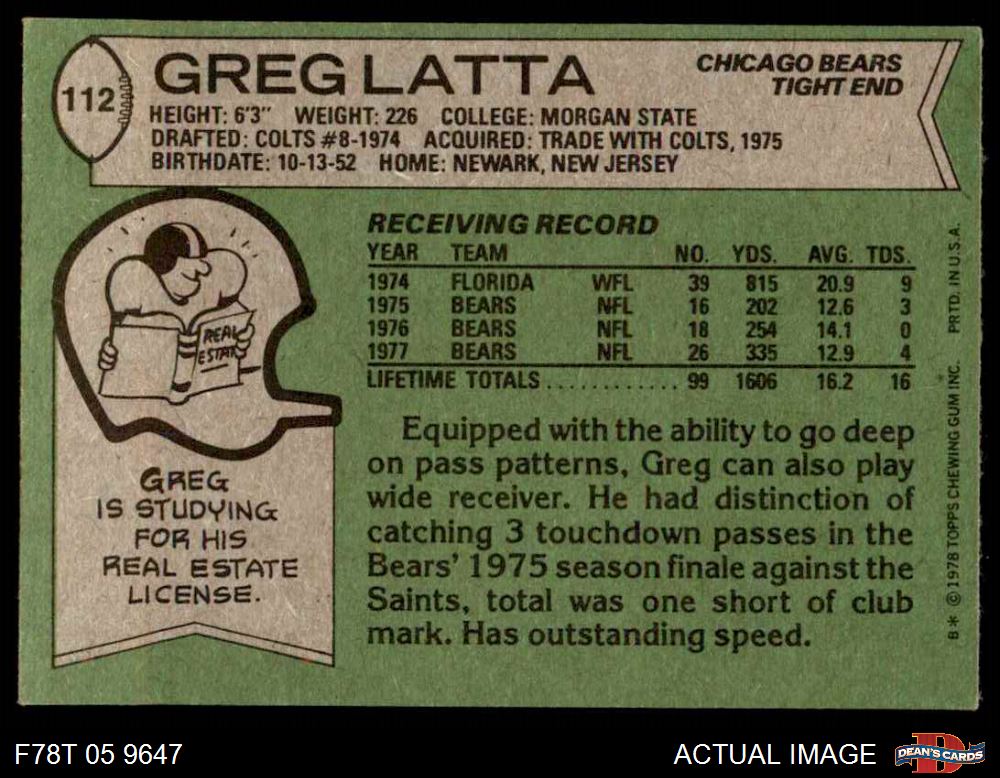 112
GREG LATTA
CHICAGO BEARS
TIGHT END
HEIGHT: 6'3" WEIGHT: 226 COLLEGE: MORGAN STATE
DRAFTED: COLTS #8-1974 ACQUIRED: TRADE WITH COLTS, 1975
BIRTHDATE: 10-13-52 HOME: NEWARK, NEW JERSEY
REAL
ESTATE
GREG
IS STUDYING
FOR HIS
REAL ESTATE
LICENSE.
RECEIVING RECORD
YEAR TEAM NO. YDS. AVG. TDS.
1974 FLORIDA WFL 39 815 20.9 9
1975 BEARS NFL 16 202 12.6 3
1976 BEARS NFL 18 254 14.1 0
1977 BEARS NFL 26 335 12.9 4
LIFETIME TOTALS ............ 99 1606 16.2 16
Equipped with the ability to go deep
on pass patterns, Greg can also play
wide receiver. He had distinction of
catching 3 touchdown passes in the
Bears' 1975 season finale against the
Saints, total was one short of club
mark. Has outstanding speed.
B* ©1978 TOPPS CHEWING GUM INC. PRTD. IN U.S.A.
F78T 05 9647
ACTUAL IMAGE
DEAN'S CARDS